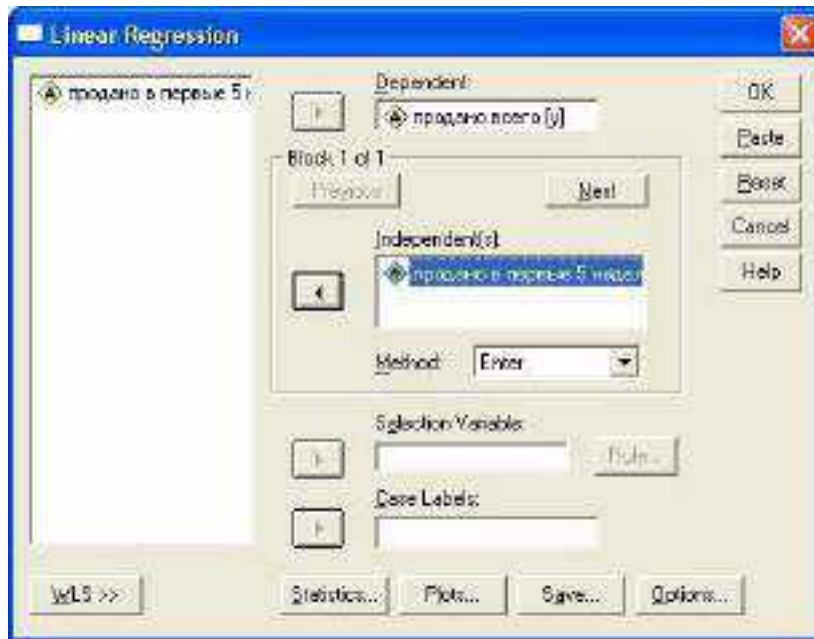 Linear Regression
продано в первые 5 н
Dependent:
продано всего [y]
Block 1 of 1
Previous
Next
Independent(s):
продано в первые 5 недел
Method:
Enter
Selection Variable:
Rule...
Case Labels:
WLS >>
Statistics...
Plots...
Save...
Options...
OK
Paste
Reset
Cancel
Help